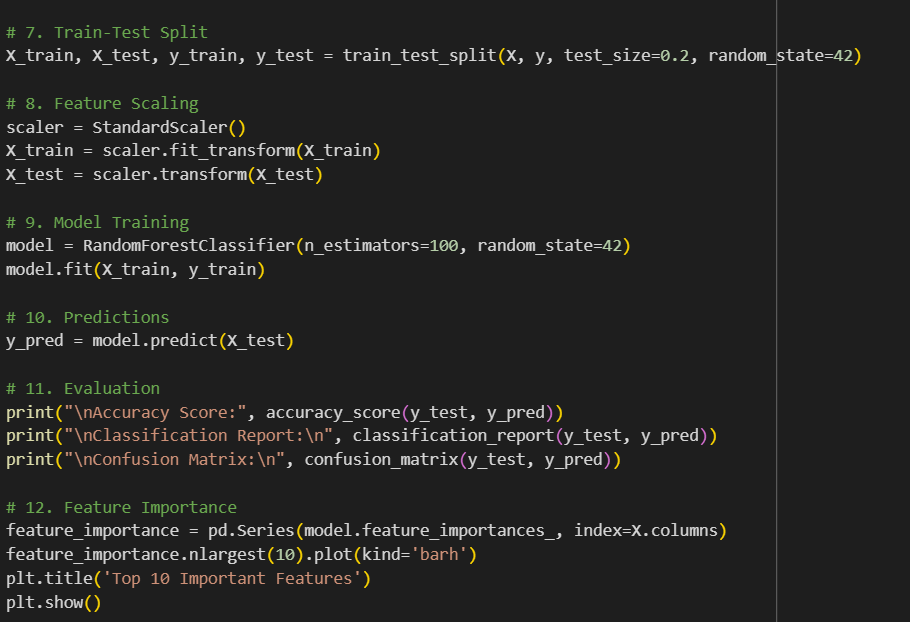 # 7. Train-Test Split
X_train, X_test, y_train, y_test = train_test_split(X, y, test_size=0.2, random_state=42)
# 8. Feature Scaling
scaler = StandardScaler()
X_train = scaler.fit_transform(X_train)
X_test = scaler.transform(X_test)
# 9. Model Training
model = RandomForestClassifier(n_estimators=100, random_state=42)
model.fit(X_train, y_train)
# 10. Predictions
y_pred = model.predict(X_test)
# 11. Evaluation
print("\nAccuracy Score:", accuracy_score(y_test, y_pred))
print("\nClassification Report:\n", classification_report(y_test, y_pred))
print("\nConfusion Matrix:\n", confusion_matrix(y_test, y_pred))
# 12. Feature Importance
feature_importance = pd.Series(model.feature_importances_, index=X.columns)
feature_importance.nlargest(10).plot(kind='barh')
plt.title('Top 10 Important Features')
plt.show()